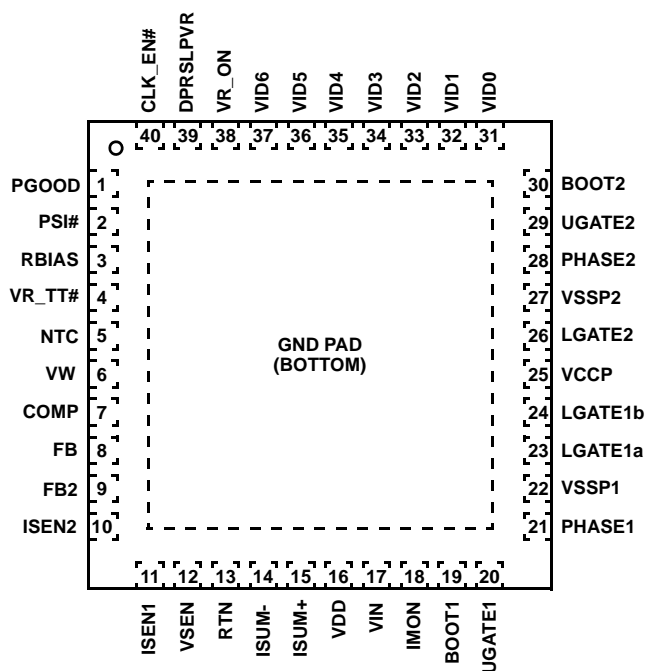 CLK_EN#
DPRSLPVR
VR_ON
VID6
VID5
VID4
VID3
VID2
VID1
VID0
40 39 38 37 36 35 34 33 32 31
PGOOD 1
PSI# 2
RBIAS 3
VR_TT# 4
NTC 5
VW 6
COMP 7
FB 8
FB2 9
ISEN2 10
GND PAD
(BOTTOM)
30 BOOT2
29 UGATE2
28 PHASE2
27 VSSP2
26 LGATE2
25 VCCP
24 LGATE1b
23 LGATE1a
22 VSSP1
21 PHASE1
11 12 13 14 15 16 17 18 19 20
ISEN1
VSEN
RTN
ISUM-
ISUM+
VDD
VIN
IMON
BOOT1
UGATE1